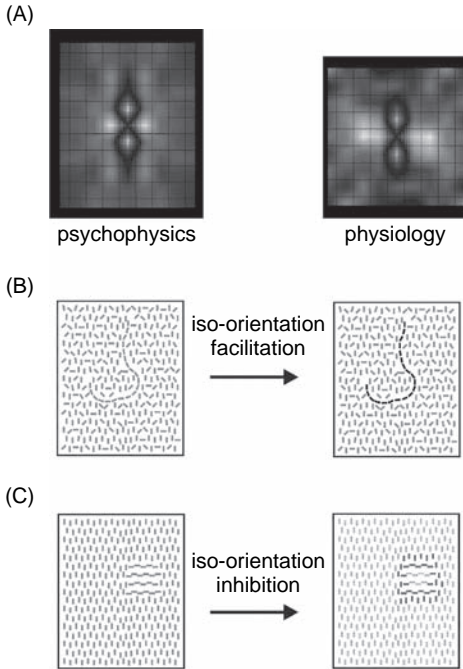 (A)
psychophysics
physiology
(B)
iso-orientation
facilitation
(C)
iso-orientation
inhibition